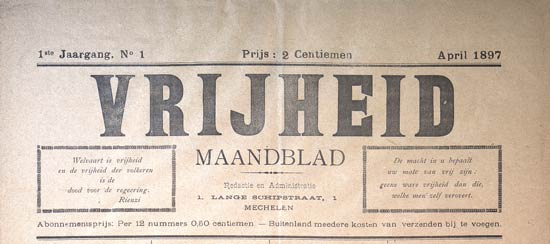 1ste Jaargang. No 1 Prijs: 2 Centiemen April 1897
VRIJHEID
MAANDBLAD
Redactie en Administratie
1. LANGE SCHIPSTRAAT, 1
MECHELEN
Welvaart is vrijheid
en de vrijheid der volkeren
is de
dood voor de regeering.
Rienzi
De macht in u bepaalt
uw mate van vrij zijn:
geene ware vrijheid dan die,
welke men zelf verovert.
Abonnementsprijs: Per 12 nummers 0,50 centiemen — Buitenland meedere kosten van verzenden bij te voegen.